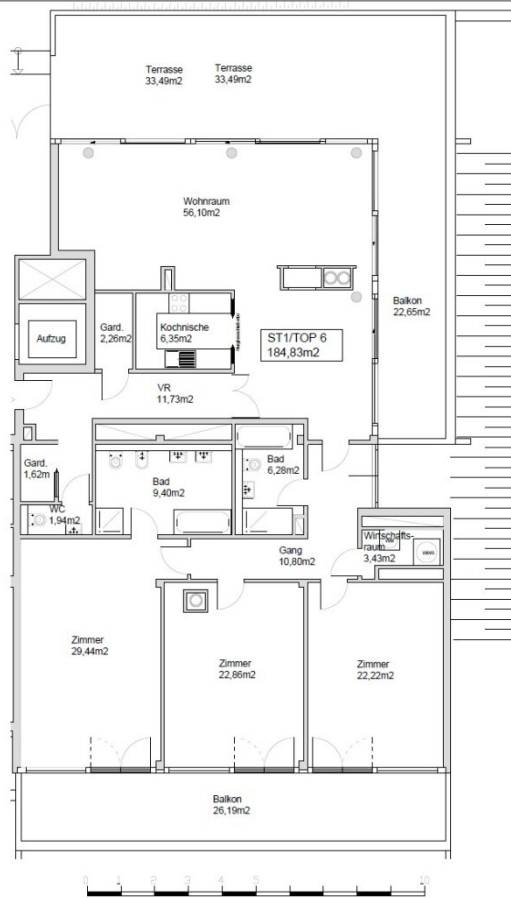 Terrasse
33,49m2
Terrasse
33,49m2
Wohnraum
56,10m2
Balkon
22,65m2
Aufzug
Gard.
2,26m2
Kochnische
6,35m2
ST1/TOP 6
184,83m2
VR
11,73m2
Gard.
1,62m
WC
1,94m2
Bad
9,40m2
Bad
6,28m2
Gang
10,80m2
Wirtschafts-
raum
3,43m2
Zimmer
29,44m2
Zimmer
22,86m2
Zimmer
22,22m2
Balkon
26,19m2
0 1 2 3 4 5 10